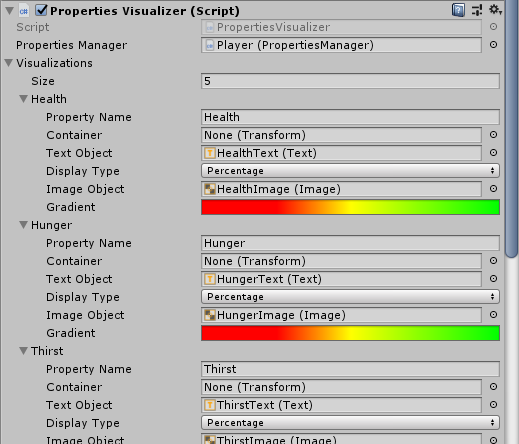 Properties Visualizer (Script)
Script PropertiesVisualizer
Properties Manager Player (PropertiesManager)
Visualizations
Size 5
Health
Property Name Health
Container None (Transform)
Text Object HealthText (Text)
Display Type Percentage
Image Object HealthImage (Image)
Gradient
Hunger
Property Name Hunger
Container None (Transform)
Text Object HungerText (Text)
Display Type Percentage
Image Object HungerImage (Image)
Gradient
Thirst
Property Name Thirst
Container None (Transform)
Text Object ThirstText (Text)
Display Type Percentage
Image Object ThirstImage (Image)